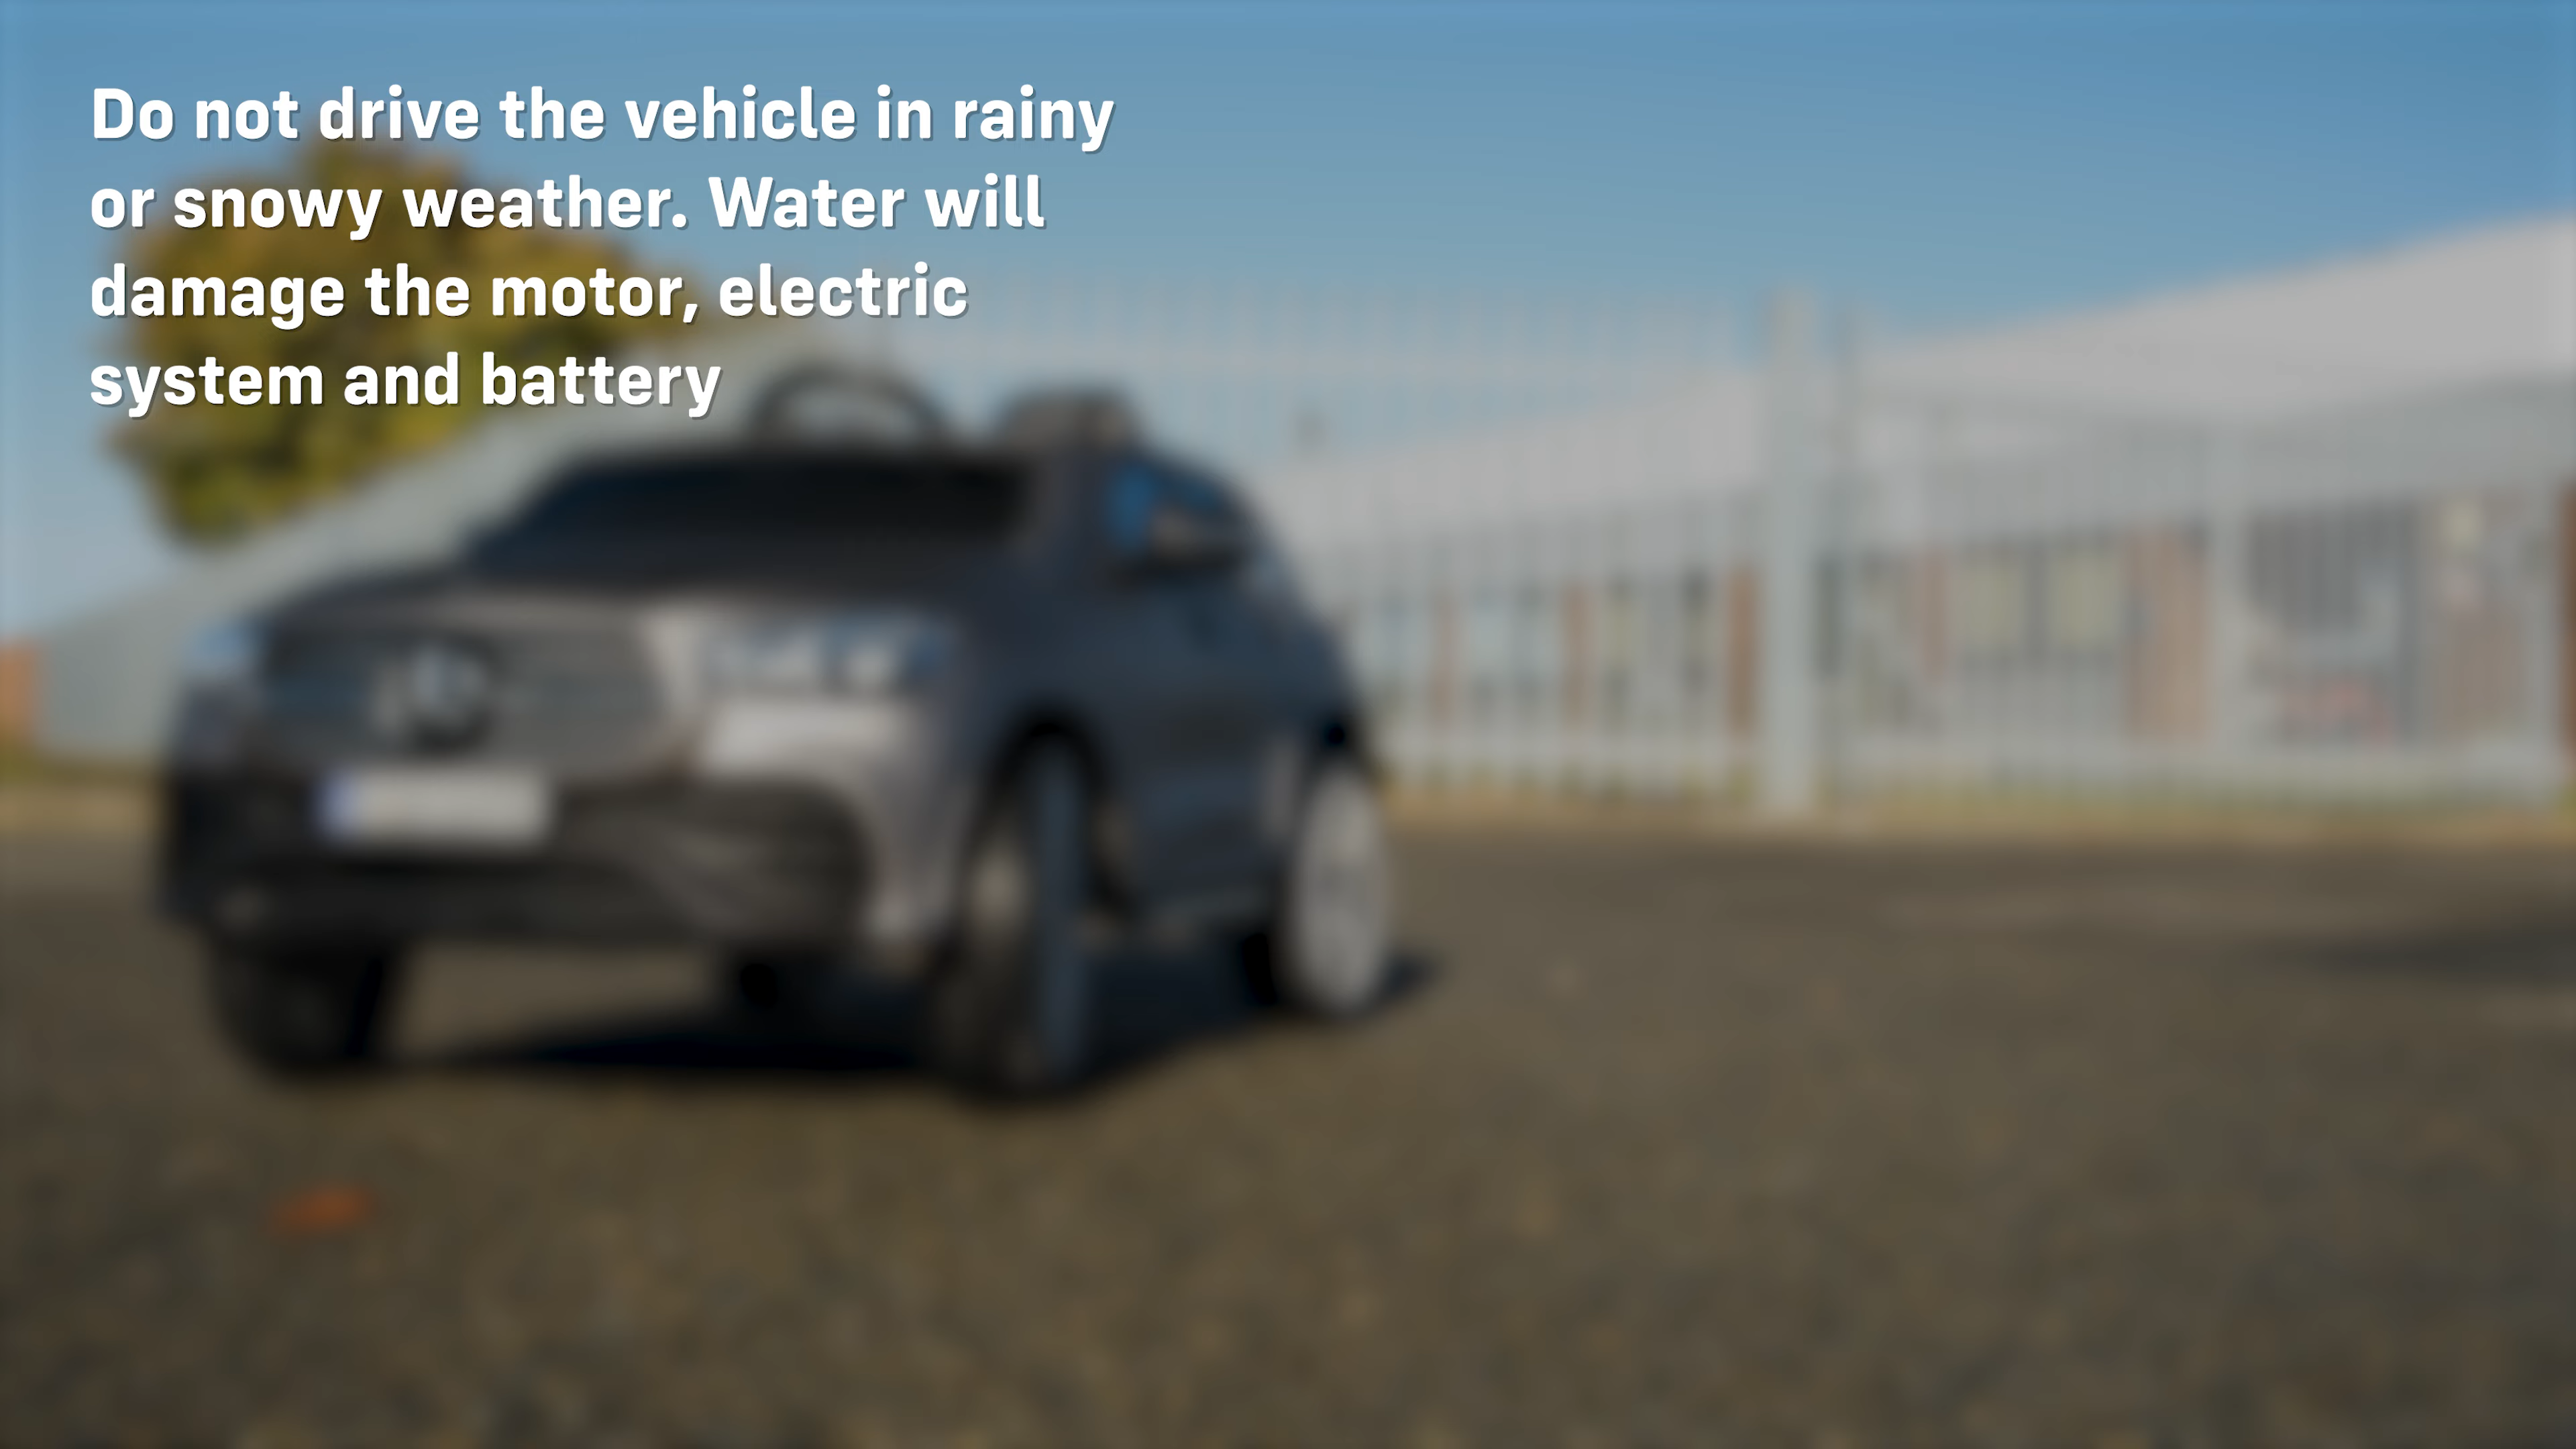 Do not drive the vehicle in rainy
or snowy weather. Water will
damage the motor, electric
system and battery